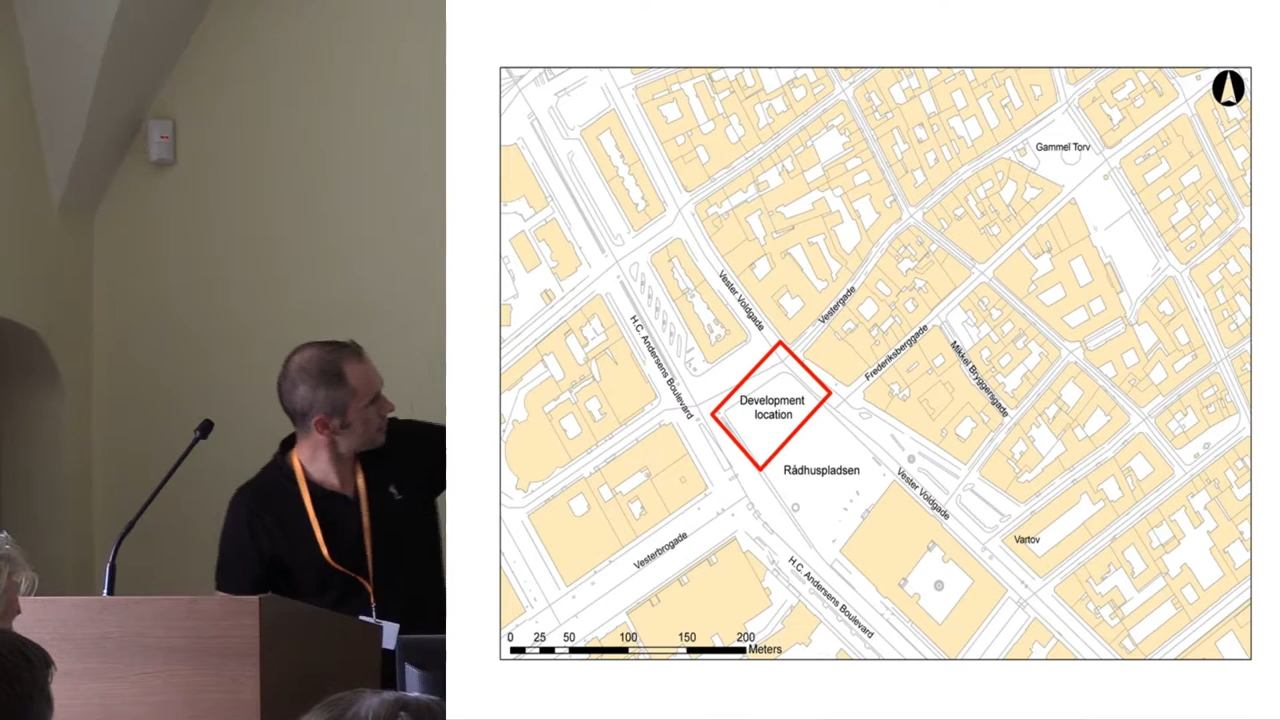 Gammel Torv
Vester Voldgade
Vestergade
H.C. Andersens Boulevard
Frederiksberggade
Mikkel Bryggersgade
Development
location
Rådhuspladsen
Vester Voldgade
Vesterbrogade
Vartov
H.C. Andersens Boulevard
0 25 50 100 150 200
Meters